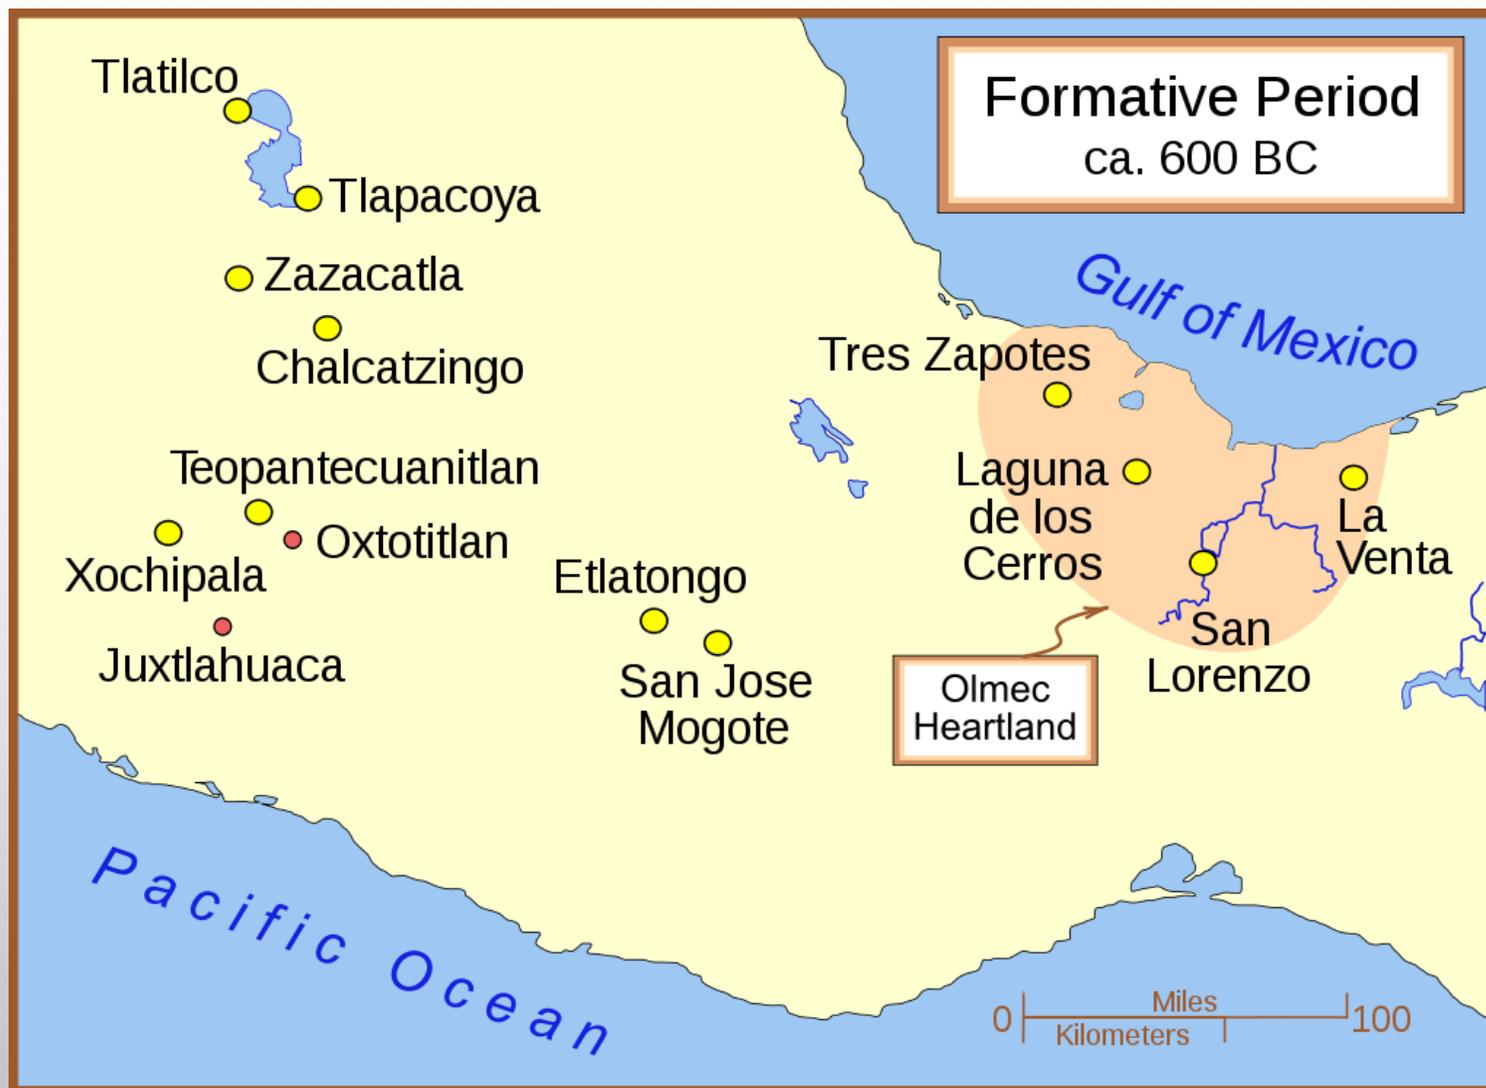 Formative Period
ca. 600 BC
Tlatilco
Tlapacoya
Zazacatla
Chalcatzingo
Gulf of Mexico
Tres Zapotes
Teopantecuanitlan
Laguna
de los
Cerros
La
Venta
Xochipala
Oxtotitlan
Etlatongo
San
Lorenzo
Juxtlahuaca
San Jose
Mogote
Olmec
Heartland
Pacific Ocean
Miles
0
100
Kilometers